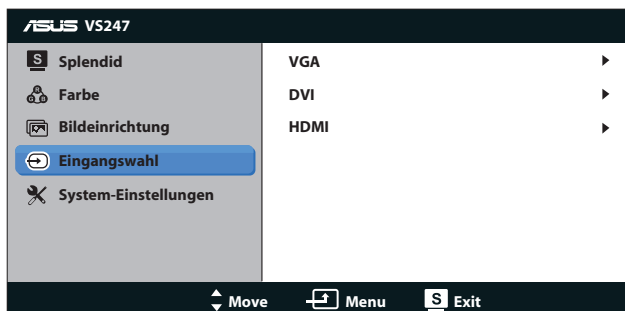 ASUS VS247
S Splendid
R G B Farbe
Bildeinrichtung
Eingangswahl
System-Einstellungen
VGA
DVI
HDMI
Move Menu S Exit